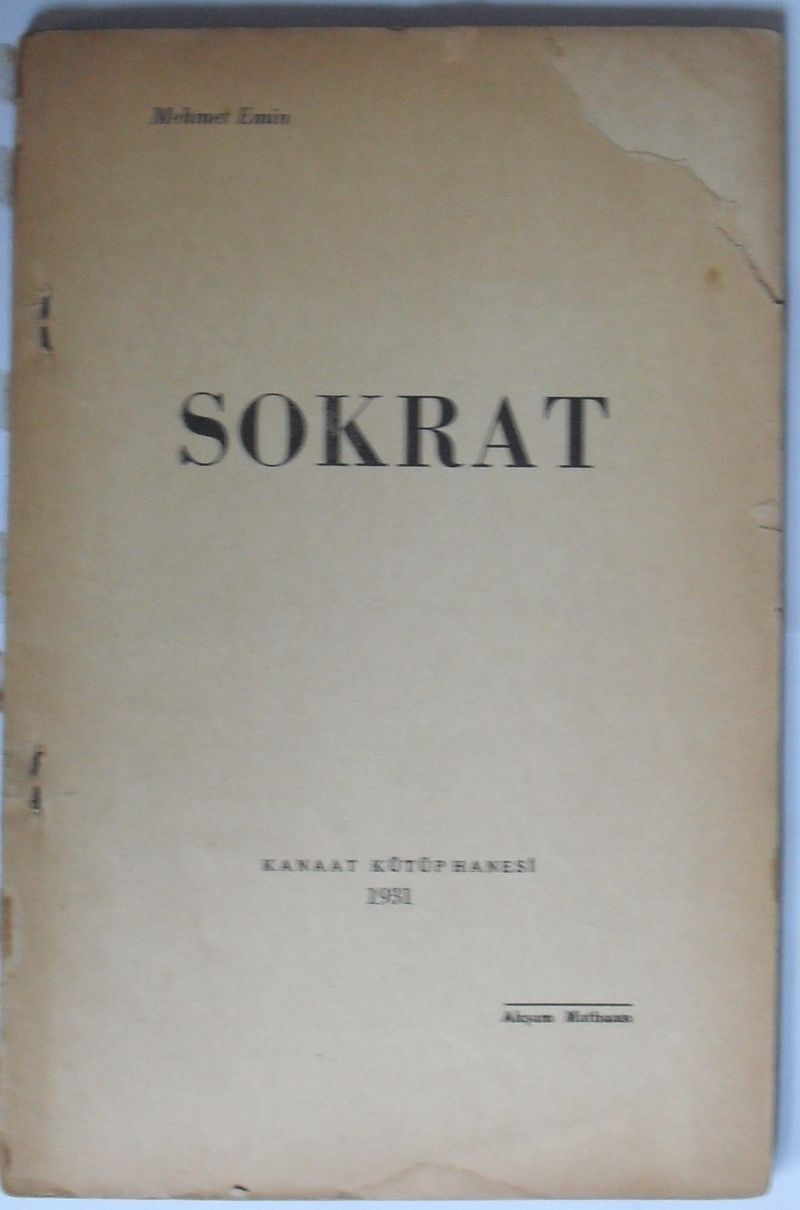 Mehmet Emin
SOKRAT
KANAAT KÜTÜPHANESİ
1931
Akşam Matbaası